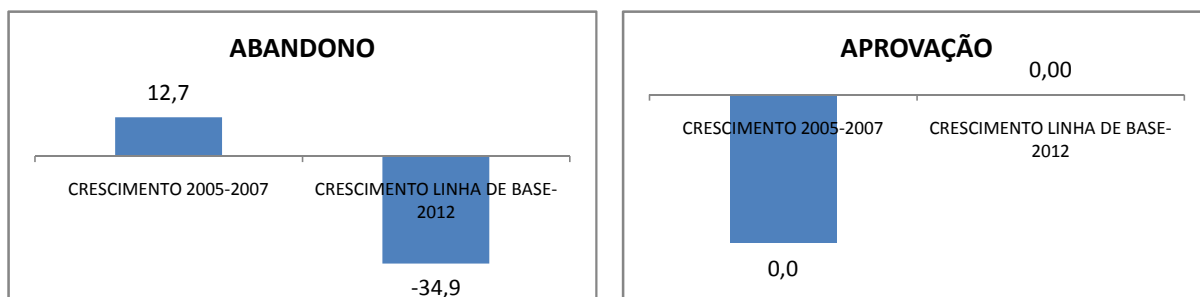 ABANDONO
12,7
CRESCIMENTO 2005-2007
CRESCIMENTO LINHA DE BASE-
2012
-34,9
APROVAÇÃO
0,00
CRESCIMENTO 2005-2007
CRESCIMENTO LINHA DE BASE-
2012
0,0